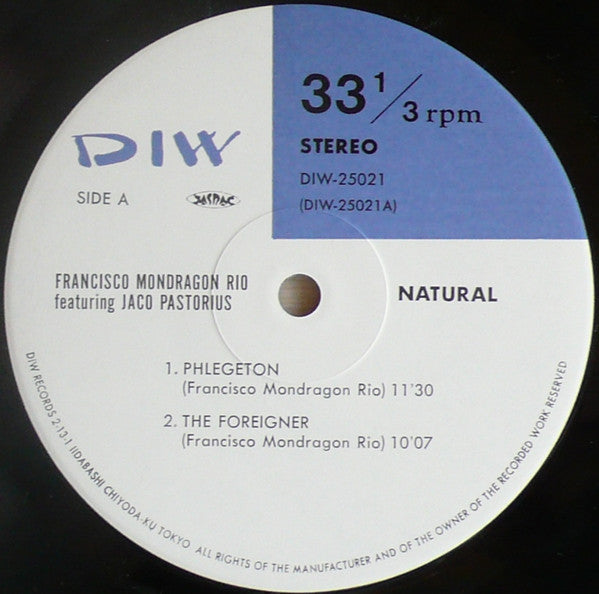 33 1/3 rpm
STEREO
DIW
DIW-25021
SIDE A
JASRAC
(DIW-25021A)
FRANCISCO MONDRAGON RIO
featuring JACO PASTORIUS
NATURAL
1. PHLEGETON
(Francisco Mondragon Rio) 11'30
2. THE FOREIGNER
(Francisco Mondragon Rio) 10'07
DIW RECORDS 2-13-1 IIDABASHI CHIYODA-KU TOKYO ALL RIGHTS OF THE MANUFACTURER AND OF THE OWNER OF THE RECORDED WORK RESERVED